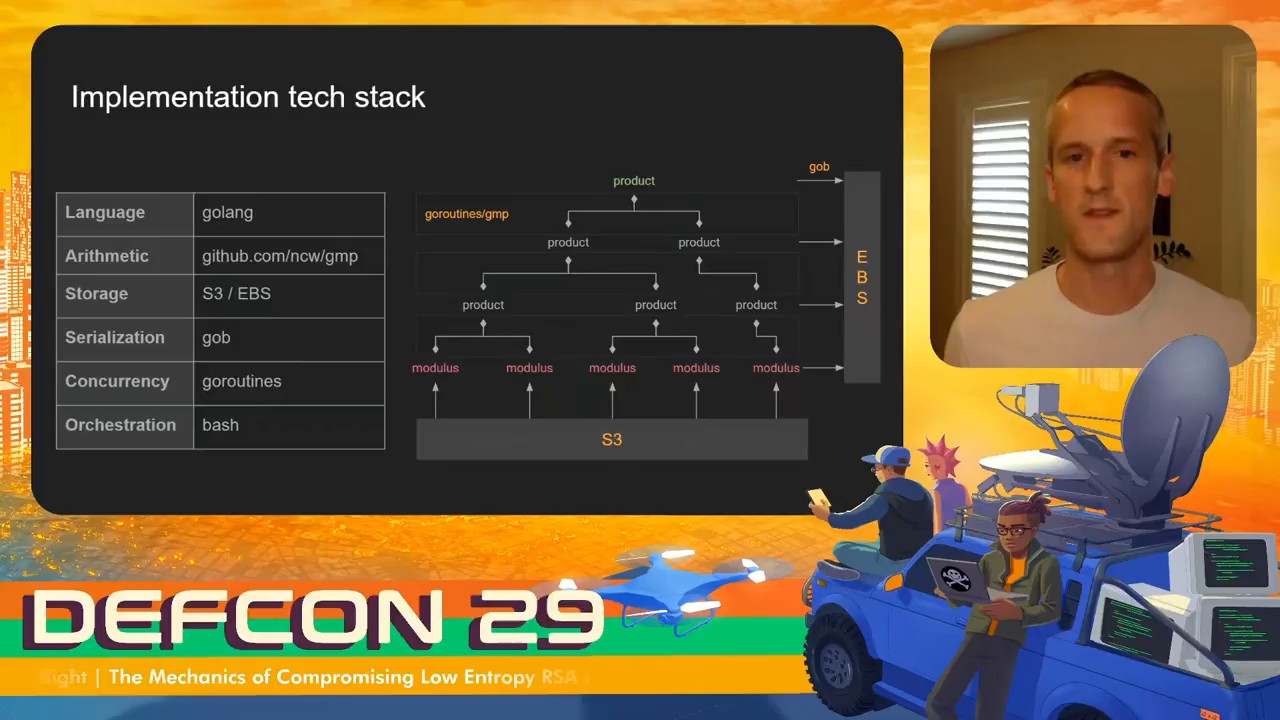 Implementation tech stack
Language golang
Arithmetic github.com/ncw/gmp
Storage S3 / EBS
Serialization gob
Concurrency goroutines
Orchestration bash
gob
product
goroutines/gmp
product product
product product product
modulus modulus modulus modulus modulus
S3
E
B
S
DEFCON 29
Eight | The Mechanics of Compromising Low Entropy RSA